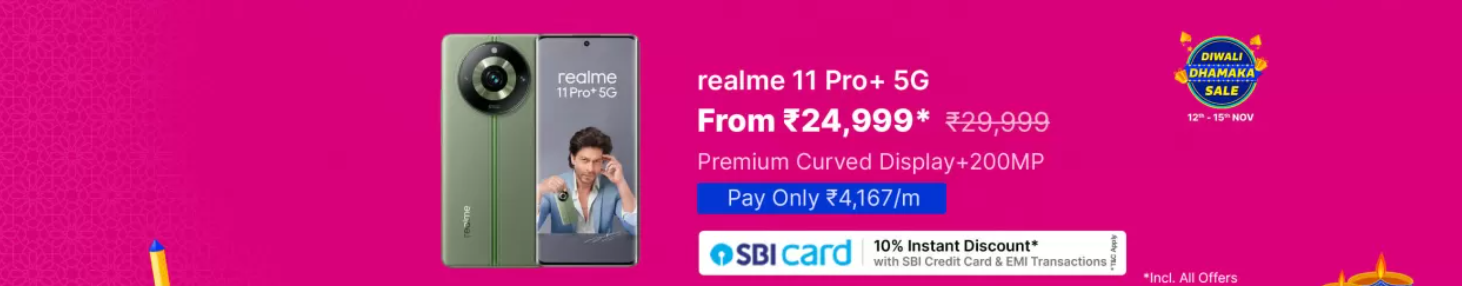 realme
11 Pro+ 5G
realme
realme 11 Pro+ 5G
From ₹24,999* ₹29,999
Premium Curved Display+200MP
Pay Only ₹4,167/m
SBI card
10% Instant Discount*
with SBI Credit Card & EMI Transactions
*T&C Apply
*Incl. All Offers
DIWALI
DHAMAKA
SALE
12th - 15th NOV